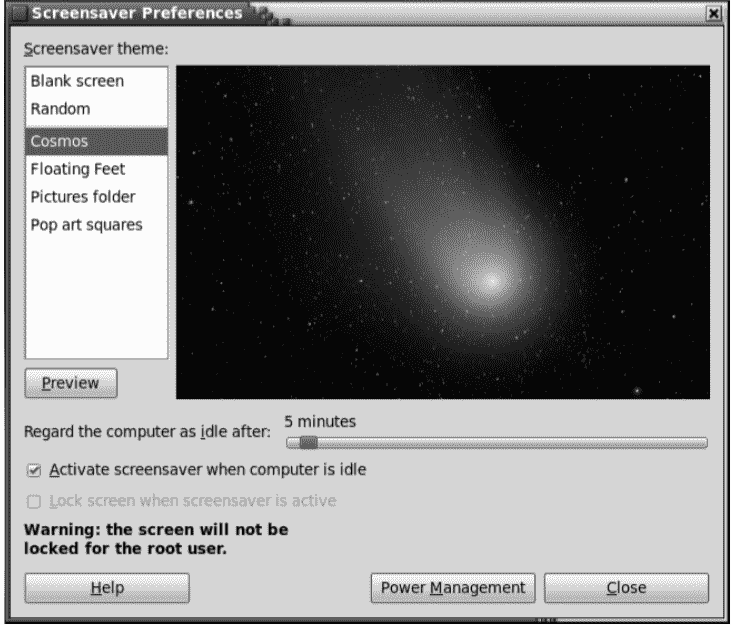 Screensaver Preferences
Screensaver theme:
Blank screen
Random
Cosmos
Floating Feet
Pictures folder
Pop art squares
Preview
Regard the computer as idle after:
5 minutes
Activate screensaver when computer is idle
Lock screen when screensaver is active
Warning: the screen will not be
locked for the root user.
Help
Power Management
Close